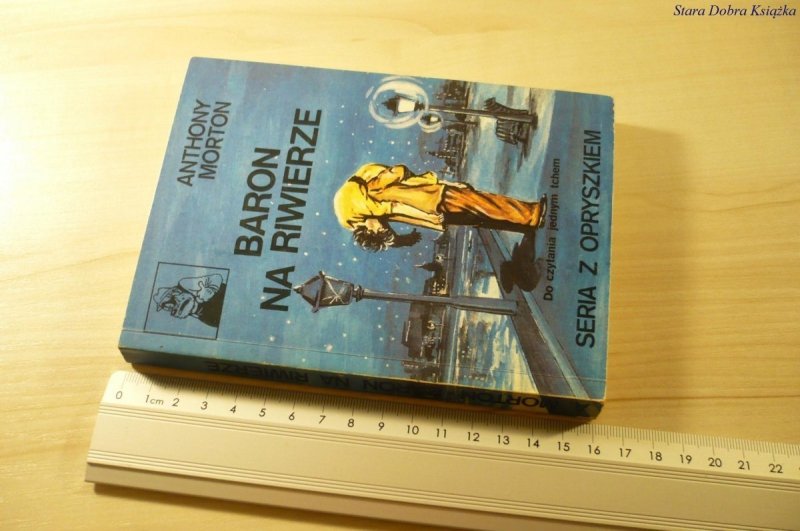 Stara Dobra Książka
ANTHONY
MORTON
BARON
NA RIWIERZE
Do czytania jednym tchem
SERIA Z OPRYSZKIEM
MORTON BARON NA RIWIERZE
0 1cm 2 3 4 5 6 7 8 9 10 11 12 13 14 15 16 17 18 19 20 21 22